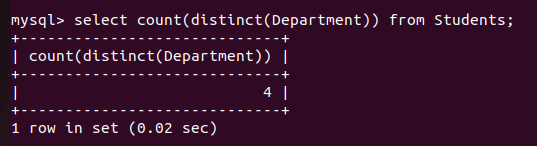 mysql> select count(distinct(Department)) from Students;
+-----------------------------+
| count(distinct(Department)) |
+-----------------------------+
|                           4 |
+-----------------------------+
1 row in set (0.02 sec)